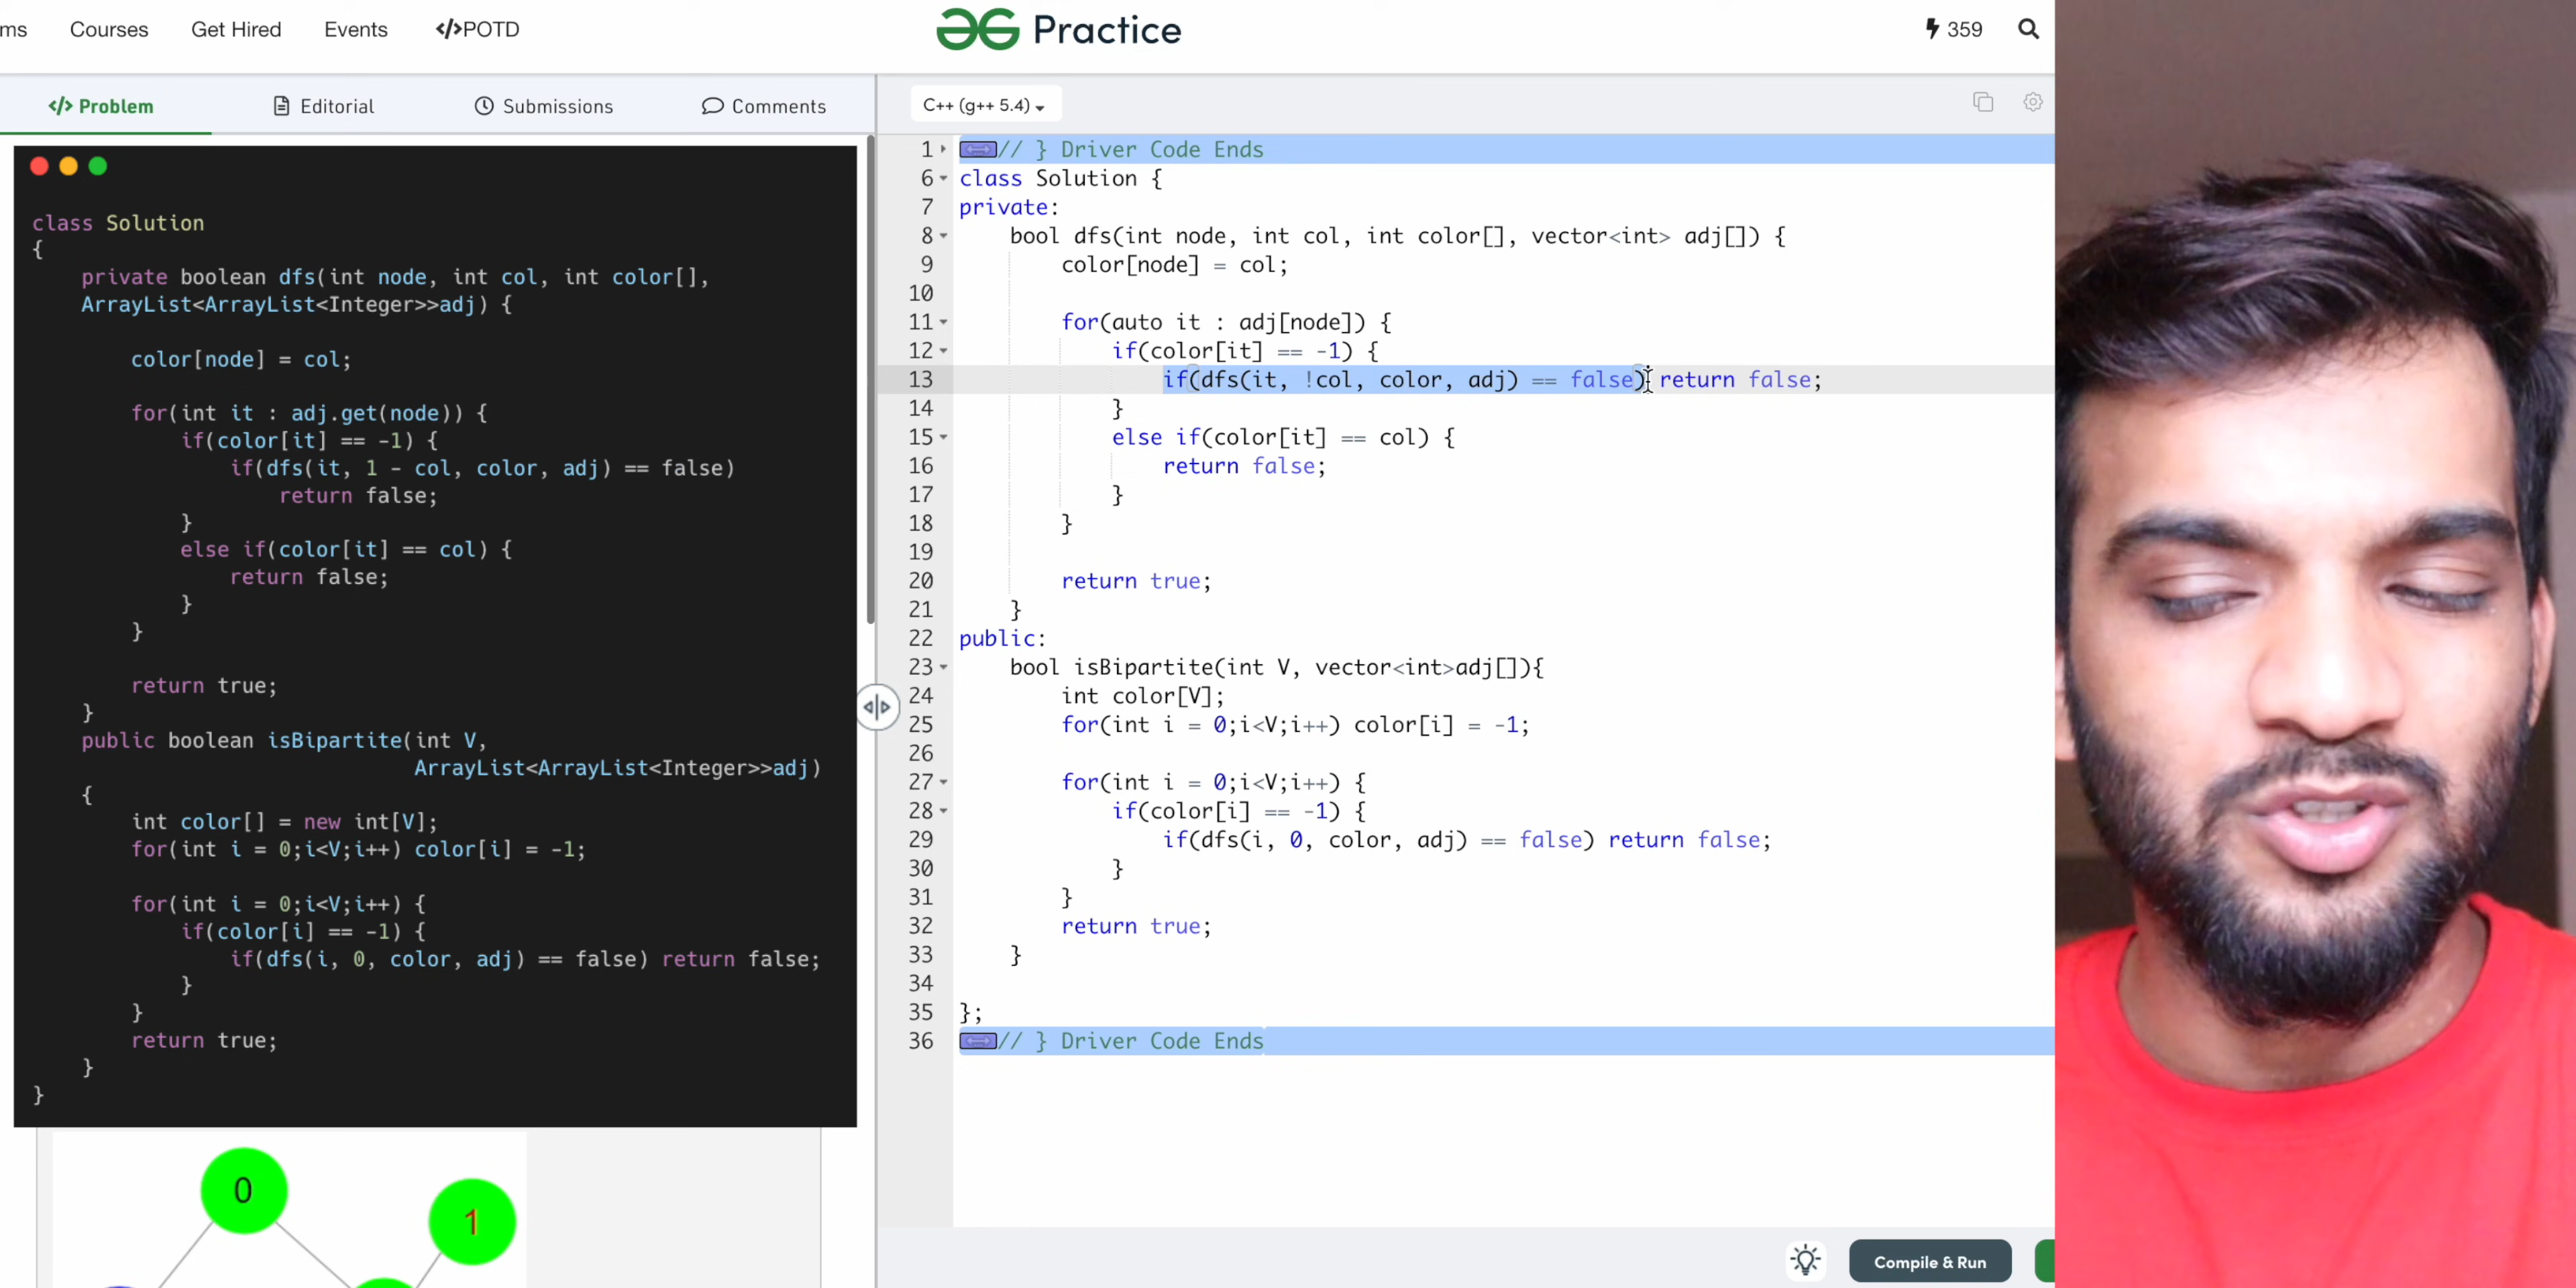 ms Courses Get Hired Events </>POTD Practice 359
</> Problem Editorial Submissions Comments
class Solution
{
private boolean dfs(int node, int col, int color[],
ArrayList<ArrayList<Integer>>adj) {
color[node] = col;
for(int it : adj.get(node)) {
if(color[it] == -1) {
if(dfs(it, 1 - col, color, adj) == false)
return false;
}
else if(color[it] == col) {
return false;
}
}
return true;
}
public boolean isBipartite(int V,
ArrayList<ArrayList<Integer>>adj)
{
int color[] = new int[V];
for(int i = 0;i<V;i++) color[i] = -1;
for(int i = 0;i<V;i++) {
if(color[i] == -1) {
if(dfs(i, 0, color, adj) == false) return false;
}
}
return true;
}
}
0
1
C++ (g++ 5.4)
1 // } Driver Code Ends
6 class Solution {
7 private:
8 bool dfs(int node, int col, int color[], vector<int> adj[]) {
9 color[node] = col;
10
11 for(auto it : adj[node]) {
12 if(color[it] == -1) {
13 if(dfs(it, !col, color, adj) == false) return false;
14 }
15 else if(color[it] == col) {
16 return false;
17 }
18 }
19
20 return true;
21 }
22 public:
23 bool isBipartite(int V, vector<int>adj[]){
24 int color[V];
25 for(int i = 0;i<V;i++) color[i] = -1;
26
27 for(int i = 0;i<V;i++) {
28 if(color[i] == -1) {
29 if(dfs(i, 0, color, adj) == false) return false;
30 }
31 }
32 return true;
33 }
34
35 };
36 // } Driver Code Ends
Compile & Run